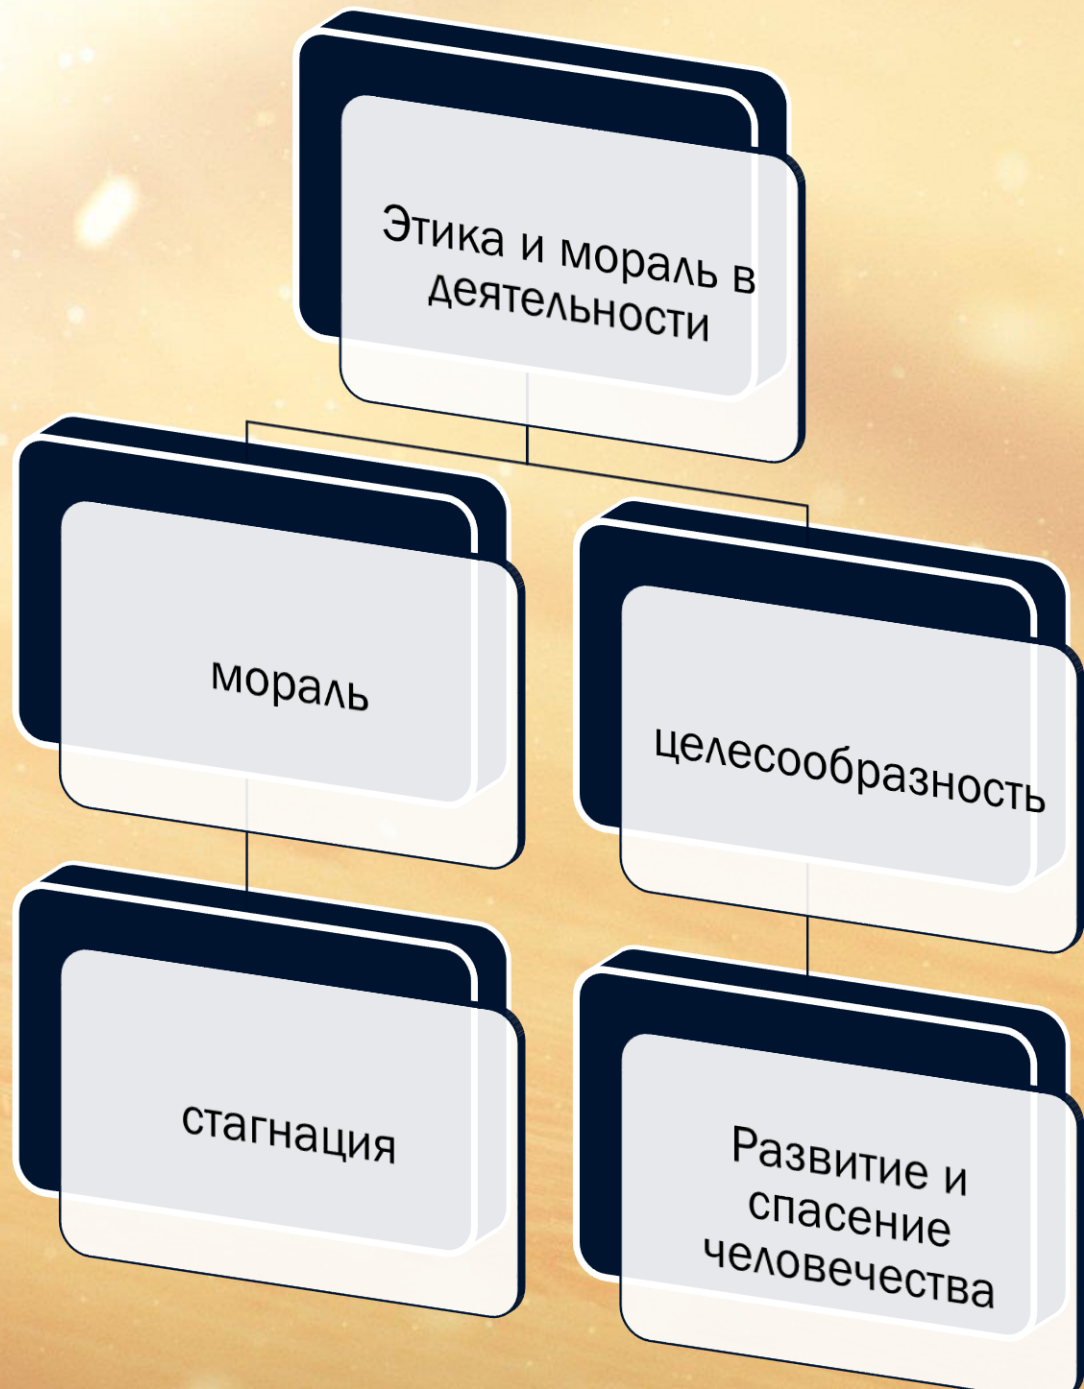 Этика и мораль в
деятельности
мораль
целесообразность
стагнация
Развитие и
спасение
человечества